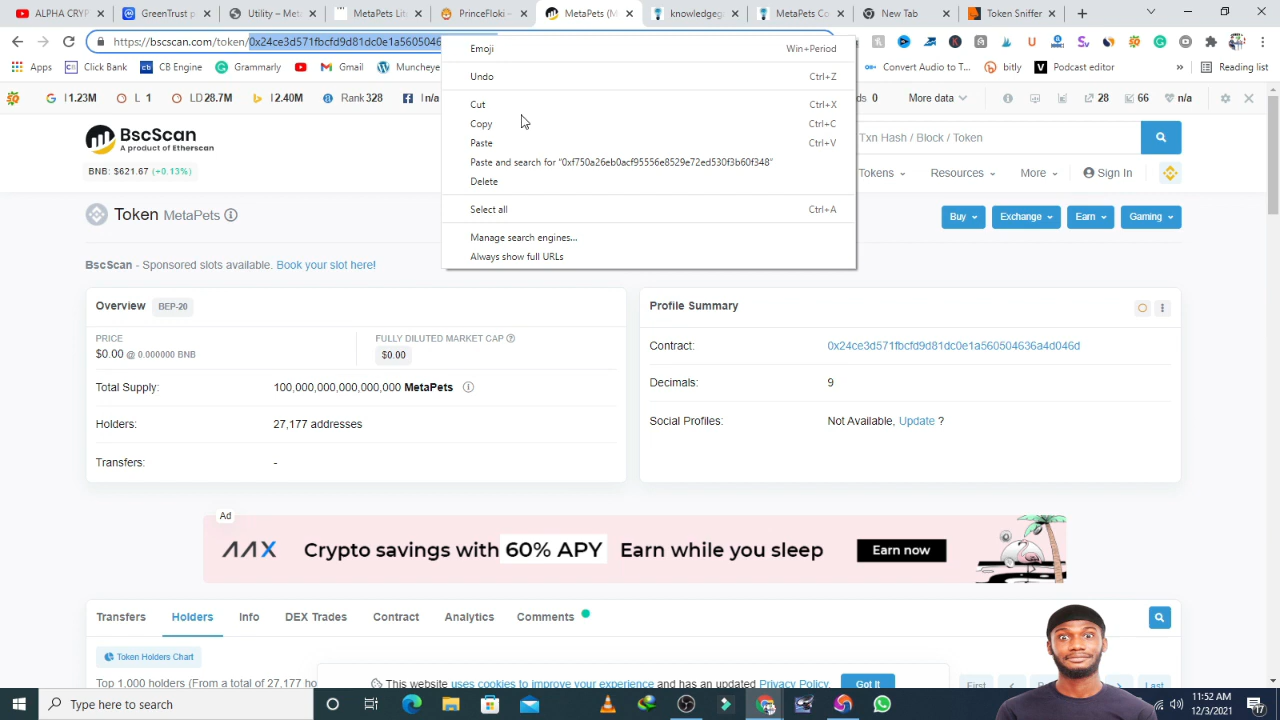 ALPHA CRYP
Utility – Meta
MetaPets Lite
PrinceFloki –
MetaPets (M
knowledge
MetaPets Co
New Tab
Token Sniffer
https://bscscan.com/token/0x24ce3d571fbcfd9d81dc0e1a5605046
Apps
Click Bank
CB Engine
Grammarly
Gmail
Muncheye
Convert Audio to T...
bitly
Podcast editor
»
Reading list
I 1.23M
L 1
LD 28.7M
I 2.40M
Rank 328
I n/a
ds 0
More data
28
66
n/a
Emoji Win+Period
Undo Ctrl+Z
Cut Ctrl+X
Copy Ctrl+C
Paste Ctrl+V
Paste and search for "0xf750a26eb0acf95556e8529e72ed530f3b60f348"
Delete
Select all Ctrl+A
Manage search engines...
Always show full URLs
BscScan
A product of Etherscan
Txn Hash / Block / Token
BNB: $621.67 (+0.13%)
Tokens
Resources
More
Sign In
Token MetaPets
Buy
Exchange
Earn
Gaming
BscScan - Sponsored slots available. Book your slot here!
Overview BEP-20
PRICE
$0.00 @ 0.000000 BNB
FULLY DILUTED MARKET CAP
$0.00
Total Supply: 100,000,000,000,000,000 MetaPets
Holders: 27,177 addresses
Transfers: -
Profile Summary
Contract: 0x24ce3d571fbcfd9d81dc0e1a560504636a4d046d
Decimals: 9
Social Profiles: Not Available, Update ?
Ad
AAX Crypto savings with 60% APY Earn while you sleep Earn now
Transfers
Holders
Info
DEX Trades
Contract
Analytics
Comments
Token Holders Chart
Top 1,000 holders (From a total of 27,177 ho
This website uses cookies to improve your experience and has an updated Privacy Policy.
Got It
First
Last
Type here to search
11:52 AM
12/3/2021